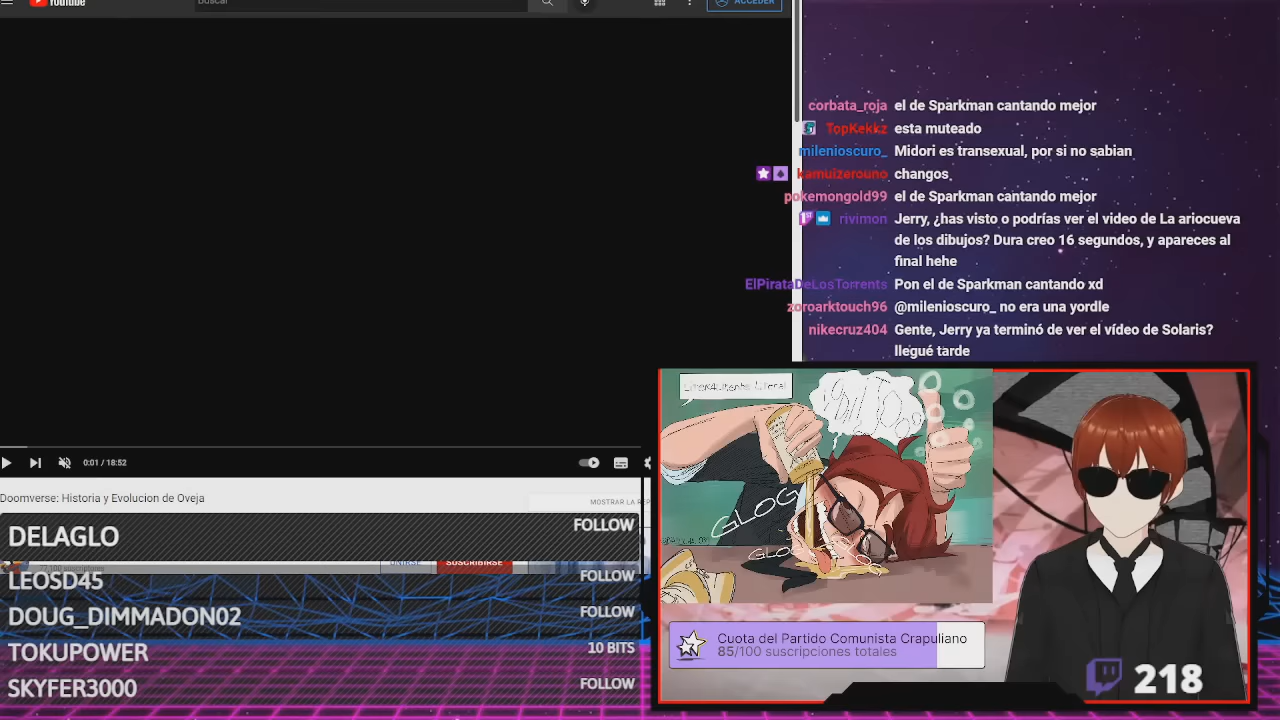 YouTube
Buscar
ACCEDER
corbata_roja el de Sparkman cantando mejor
TopKekkz esta muteado
milenioscuro_ Midori es transexual, por si no sabian
kamuizerouno changos
pokemongold99 el de Sparkman cantando mejor
rivimon Jerry, ¿has visto o podrías ver el video de La ariocueva
de los dibujos? Dura creo 16 segundos, y apareces al
final hehe
ElPirataDeLosTorrents Pon el de Sparkman cantando xd
zoroarktouch96 @milenioscuro_ no era una yordle
nikecruz404 Gente, Jerry ya terminó de ver el vídeo de Solaris?
llegué tarde
0:01 / 18:52
Doomverse: Historia y Evolucion de Oveja
MOSTRAR LA
DELAGLO FOLLOW
UNIRSE
SUSCRIBIRSE
LEOSD45 FOLLOW
DOUG_DIMMADON02 FOLLOW
TOKUPOWER 10 BITS
SKYFER3000 FOLLOW
GLOG
Cuota del Partido Comunista Crapuliano
85/100 suscripciones totales
218